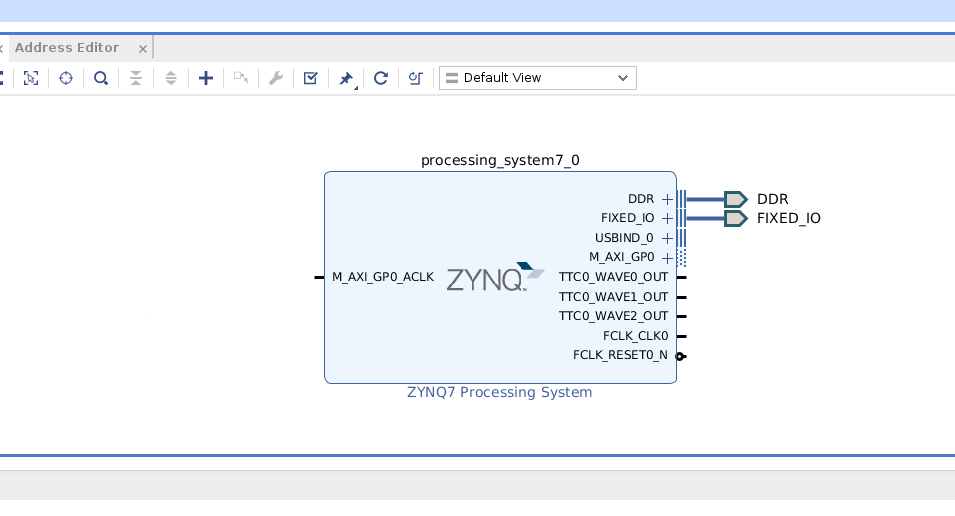 Address Editor
Default View
processing_system7_0
DDR
FIXED_IO
USBIND_0
M_AXI_GP0
M_AXI_GP0_ACLK
ZYNQ
TTC0_WAVE0_OUT
TTC0_WAVE1_OUT
TTC0_WAVE2_OUT
FCLK_CLK0
FCLK_RESET0_N
DDR
FIXED_IO
ZYNQ7 Processing System